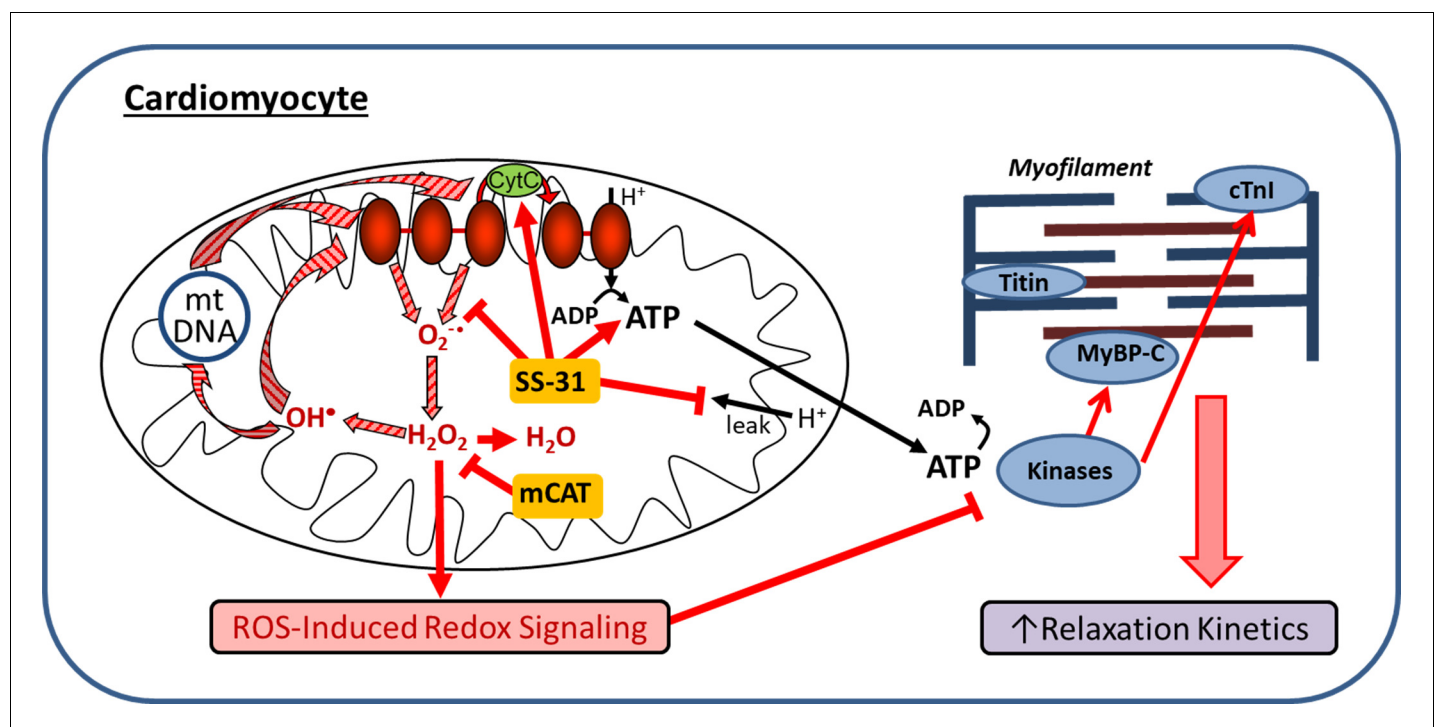 Cardiomyocyte
CytC
H⁺
mt
DNA
ADP
ATP
O₂⁻•
SS-31
leak
H⁺
OH•
H₂O₂
H₂O
mCAT
ROS-Induced Redox Signaling
Myofilament
cTnI
Titin
MyBP-C
ADP
ATP
Kinases
↑Relaxation Kinetics